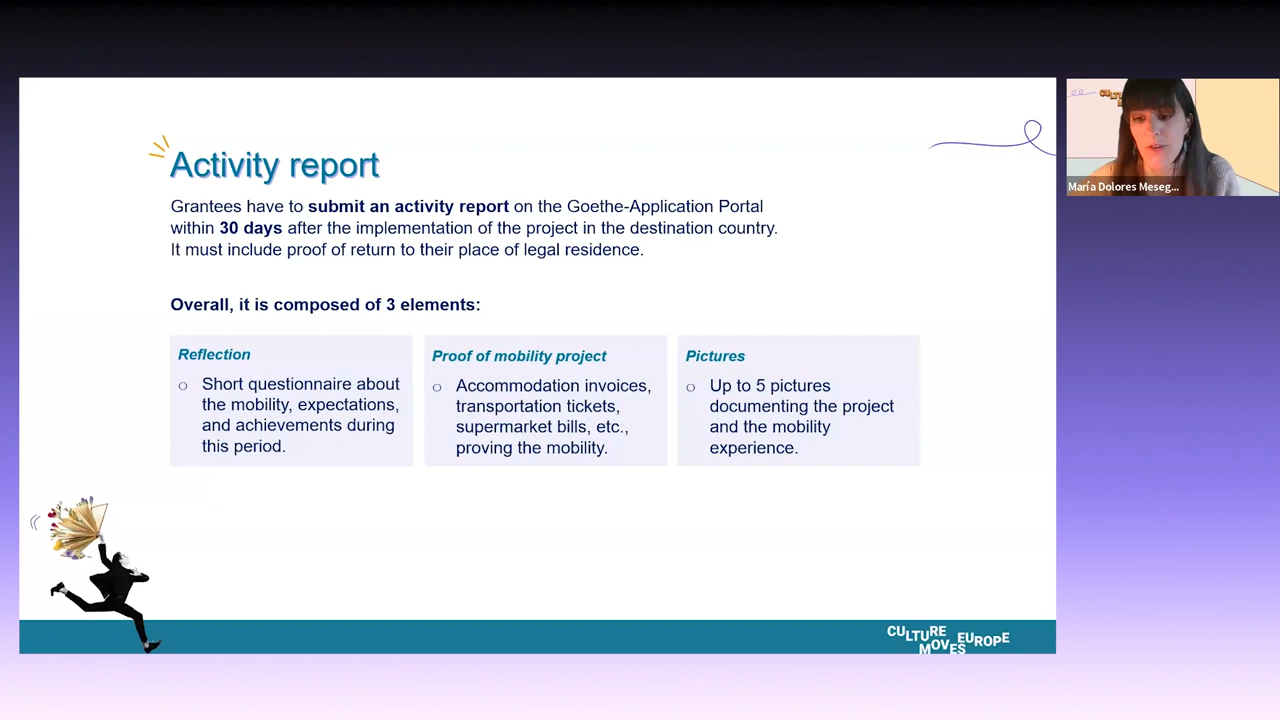 Activity report
Grantees have to submit an activity report on the Goethe-Application Portal
within 30 days after the implementation of the project in the destination country.
It must include proof of return to their place of legal residence.
Overall, it is composed of 3 elements:
Reflection
o Short questionnaire about
the mobility, expectations,
and achievements during
this period.
Proof of mobility project
o Accommodation invoices,
transportation tickets,
supermarket bills, etc.,
proving the mobility.
Pictures
o Up to 5 pictures
documenting the project
and the mobility
experience.
CULTURE
MOVES EUROPE
María Dolores Meseg...